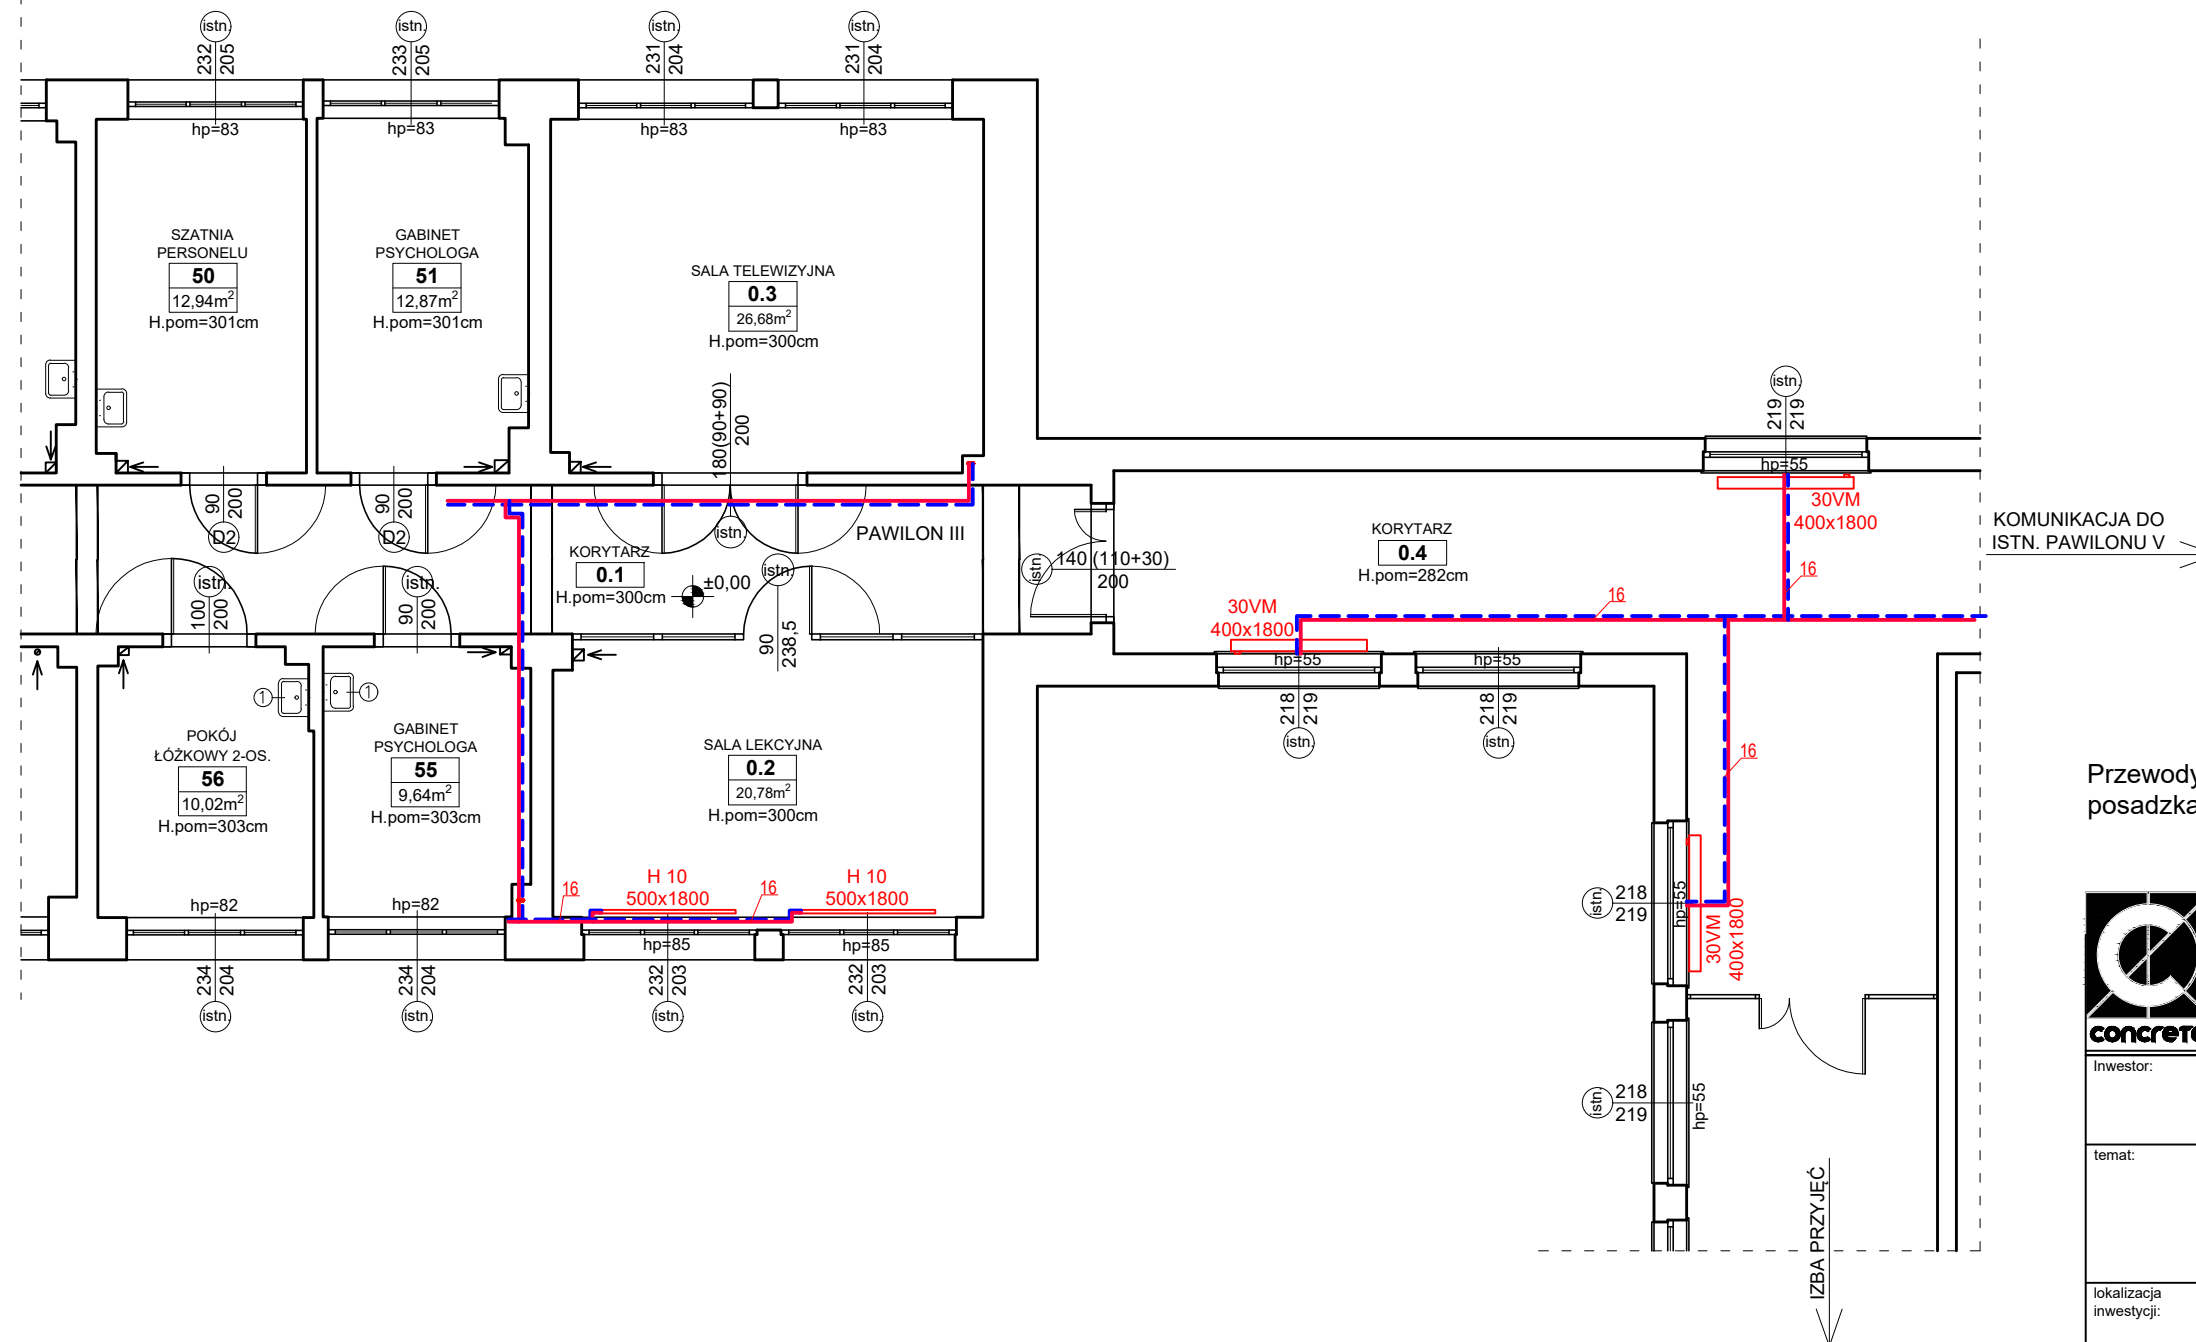 istn.
232
205
istn.
233
205
istn.
231
204
istn.
231
204
hp=83
hp=83
hp=83
hp=83
SZATNIA
PERSONELU
50
12,94m²
H.pom=301cm
GABINET
PSYCHOLOGA
51
12,87m²
H.pom=301cm
SALA TELEWIZYJNA
0.3
26,68m²
H.pom=300cm
180(90+90)
200
istn.
90
200
D2
90
200
D2
istn.
100
200
istn.
90
200
PAWILON III
KORYTARZ
0.1
H.pom=300cm
±0,00
istn.
90
238,5
istn
140 (110+30)
200
KORYTARZ
0.4
H.pom=282cm
istn.
219
219
hp=55
30VM
400x1800
16
16
30VM
400x1800
hp=55
hp=55
218
219
istn.
218
219
istn.
KOMUNIKACJA DO
ISTN. PAWILONU V
POKÓJ
ŁÓŻKOWY 2-OS.
56
10,02m²
H.pom=303cm
1
1
GABINET
PSYCHOLOGA
55
9,64m²
H.pom=303cm
SALA LEKCYJNA
0.2
20,78m²
H.pom=300cm
16
H 10
500x1800
16
H 10
500x1800
hp=82
hp=82
hp=85
hp=85
234
204
istn.
234
204
istn.
232
203
istn.
232
203
istn.
16
istn
218
219
hp=55
30VM
400x1800
istn
218
219
hp=55
IZBA PRZYJĘĆ
Przewody
posadzka
concrete
Inwestor:
temat:
lokalizacja
inwestycji: